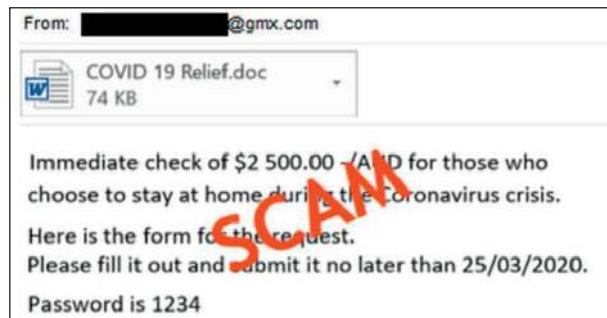 From: @gmx.com
COVID 19 Relief.doc
74 KB
Immediate check of $2 500.00 -/AUD for those who
choose to stay at home during the Coronavirus crisis.
Here is the form for the request.
Please fill it out and submit it no later than 25/03/2020.
Password is 1234
SCAM